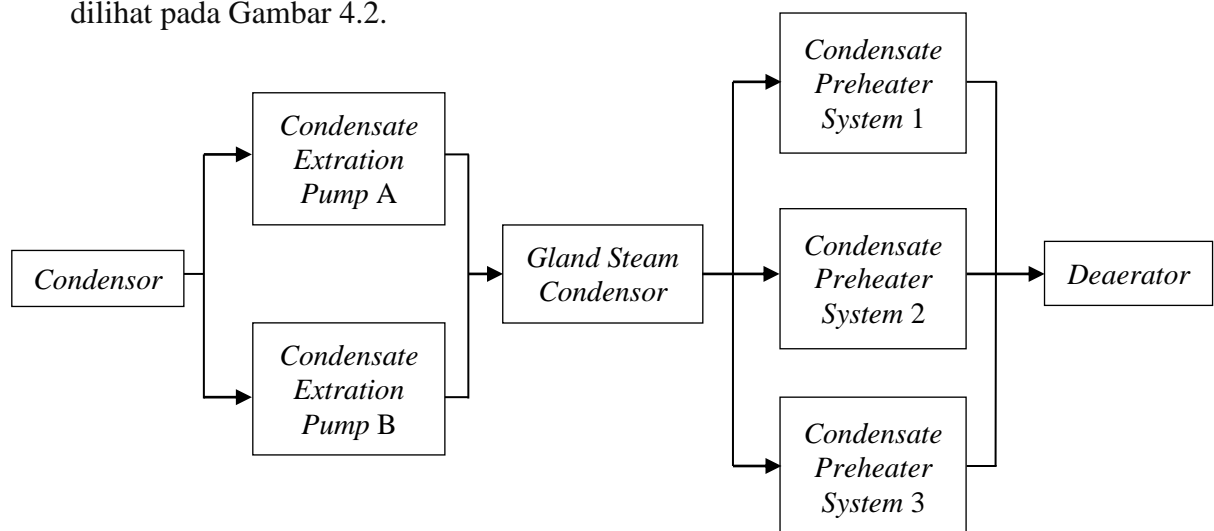 dilihat pada Gambar 4.2.
Condensor
Condensate
Extration
Pump A
Condensate
Extration
Pump B
Gland Steam
Condensor
Condensate
Preheater
System 1
Condensate
Preheater
System 2
Condensate
Preheater
System 3
Deaerator